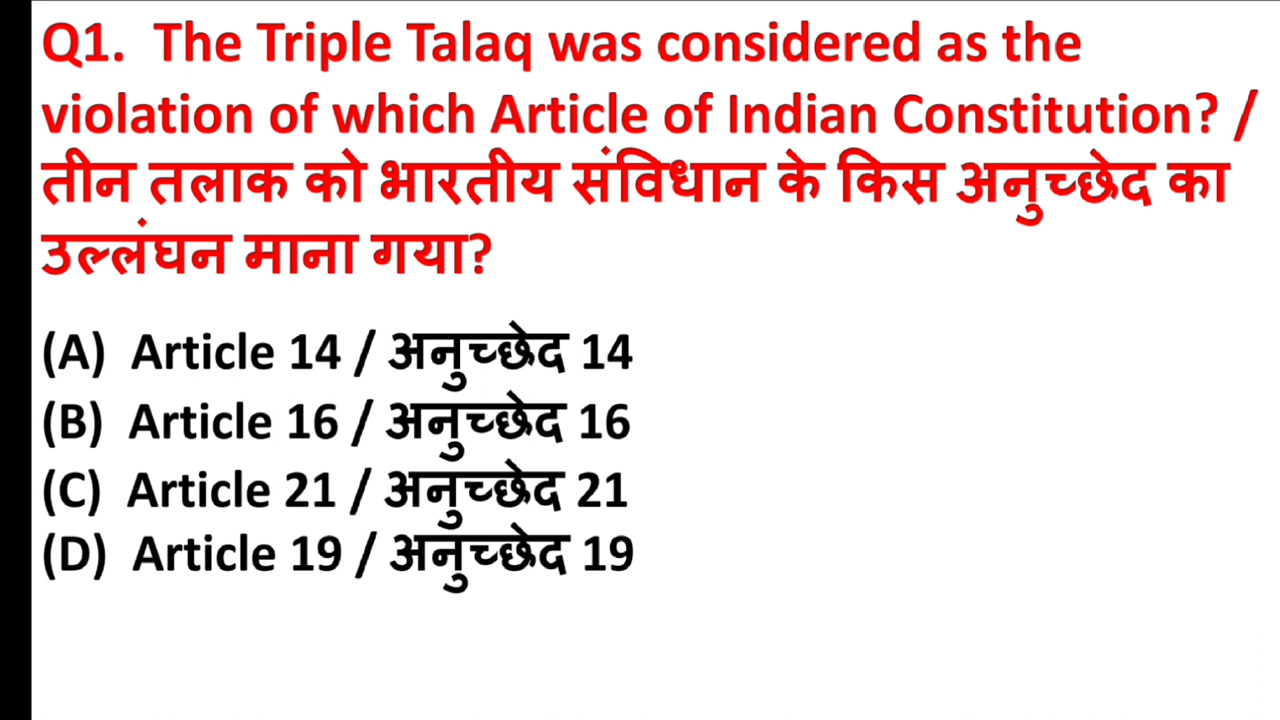 Q1. The Triple Talaq was considered as the
violation of which Article of Indian Constitution? /
तीन तलाक को भारतीय संविधान के किस अनुच्छेद का
उल्लंघन माना गया?
(A) Article 14 / अनुच्छेद 14
(B) Article 16 / अनुच्छेद 16
(C) Article 21 / अनुच्छेद 21
(D) Article 19 / अनुच्छेद 19